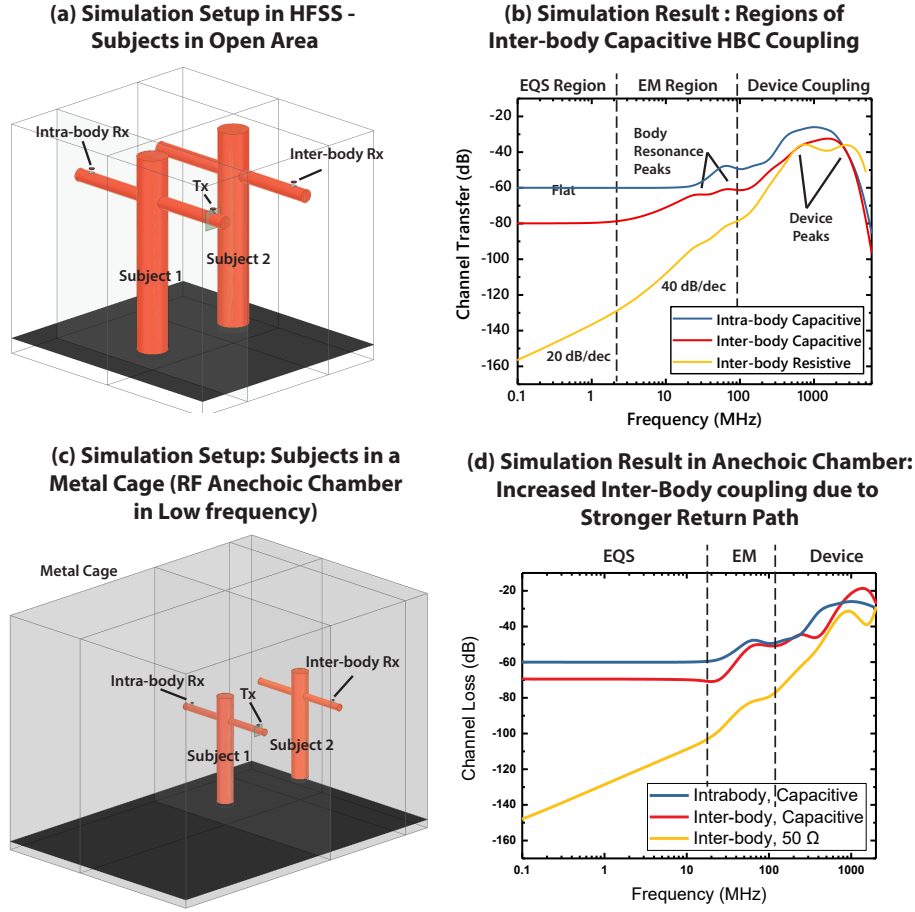 (a) Simulation Setup in HFSS -
Subjects in Open Area
Intra-body Rx
Inter-body Rx
Tx
Subject 1
Subject 2
(b) Simulation Result : Regions of
Inter-body Capacitive HBC Coupling
EQS Region
EM Region
Device Coupling
-20
-40
-60
-80
-100
-120
-140
-160
Channel Transfer (dB)
Body
Resonance
Peaks
Flat
Device
Peaks
40 dB/dec
20 dB/dec
Intra-body Capacitive
Inter-body Capacitive
Inter-body Resistive
0.1
1
10
100
1000
Frequency (MHz)
(c) Simulation Setup: Subjects in a
Metal Cage (RF Anechoic Chamber
in Low frequency)
Metal Cage
Intra-body Rx
Inter-body Rx
Tx
Subject 1
Subject 2
(d) Simulation Result in Anechoic Chamber:
Increased Inter-Body coupling due to
Stronger Return Path
EQS
EM
Device
-20
-40
-60
-80
-100
-120
-140
-160
Channel Loss (dB)
Intrabody, Capacitive
Inter-body, Capacitive
Inter-body, 50 Ω
0.1
1
10
100
1000
Frequency (MHz)